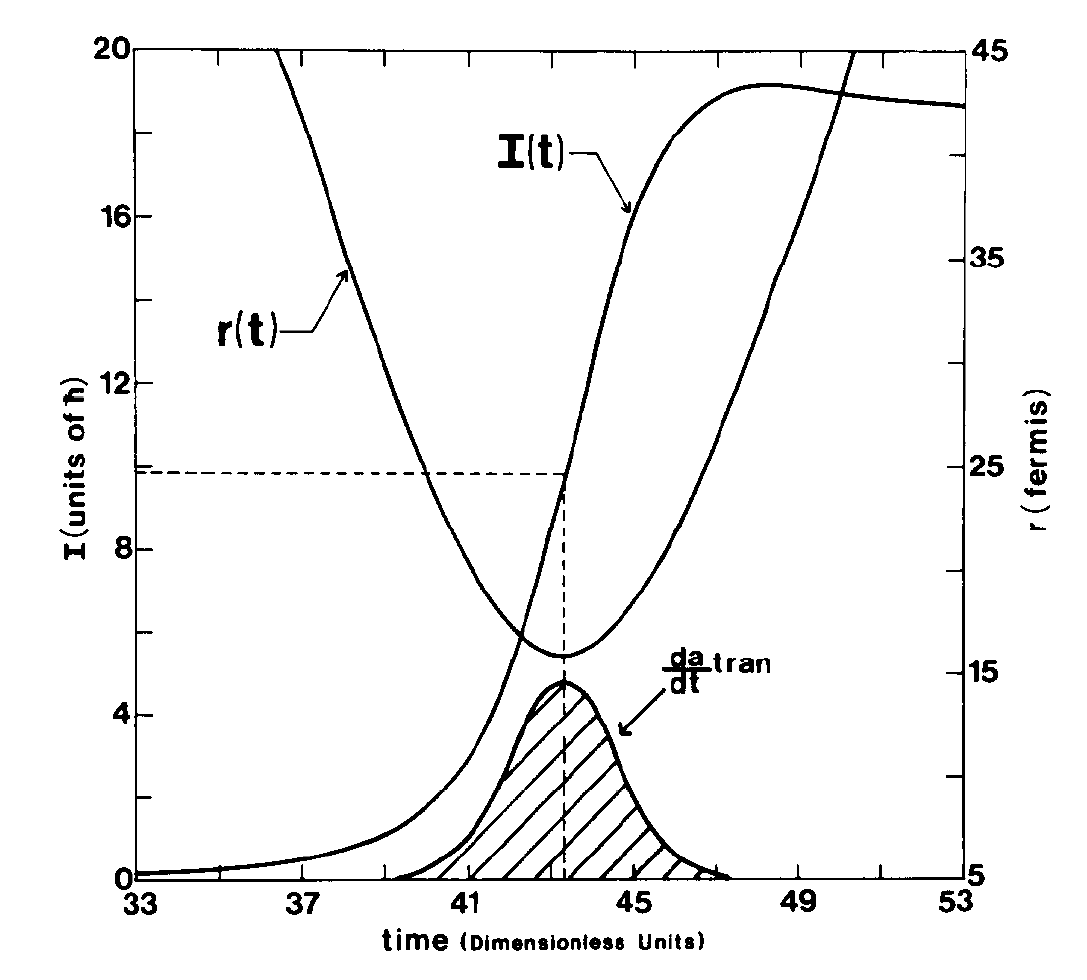 20
16
12
8
4
0
I (units of ħ)
45
35
25
15
5
r (fermis)
I(t)
r(t)
da
dt
tran
33 37 41 45 49 53
time (Dimensionless Units)